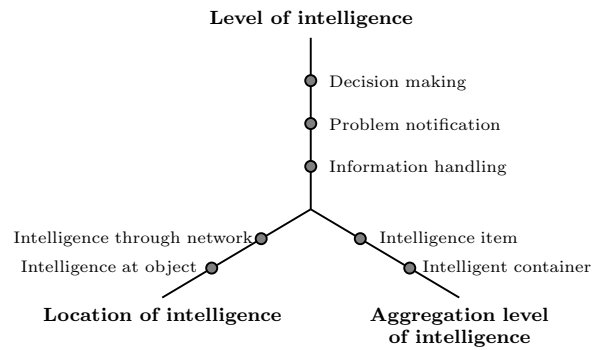 Level of intelligence
Decision making
Problem notification
Information handling
Intelligence through network
Intelligence item
Intelligence at object
Intelligent container
Location of intelligence
Aggregation level
of intelligence